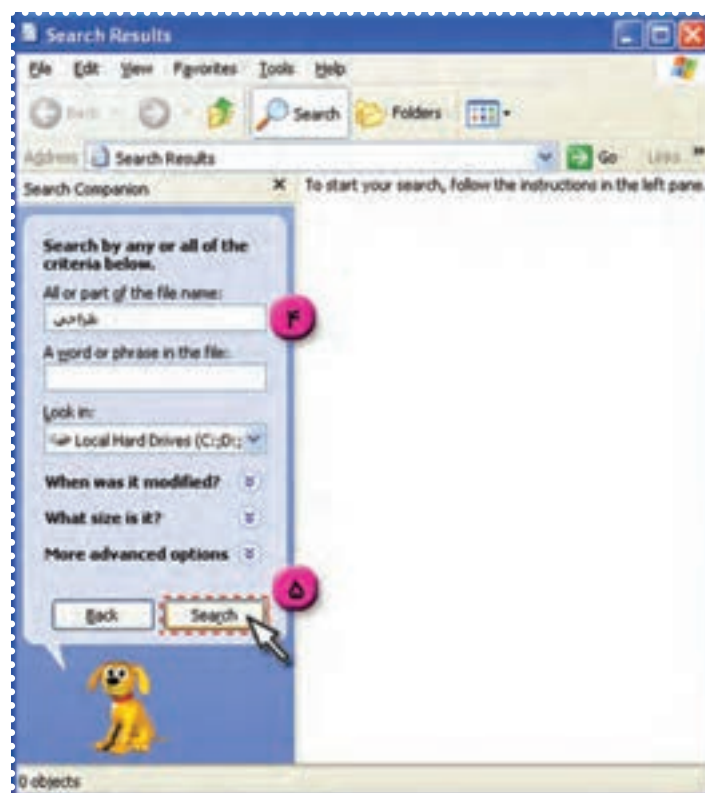 Search Results
File Edit View Favorites Tools Help
Back Search Folders
Address Search Results Go Links »
Search Companion × To start your search, follow the instructions in the left pane.
Search by any or all of the
criteria below.
All or part of the file name:
طراحی
۴
A word or phrase in the file:
Look in:
Local Hard Drives (C:;D:;
When was it modified?
What size is it?
More advanced options
۵
Back Search
0 objects